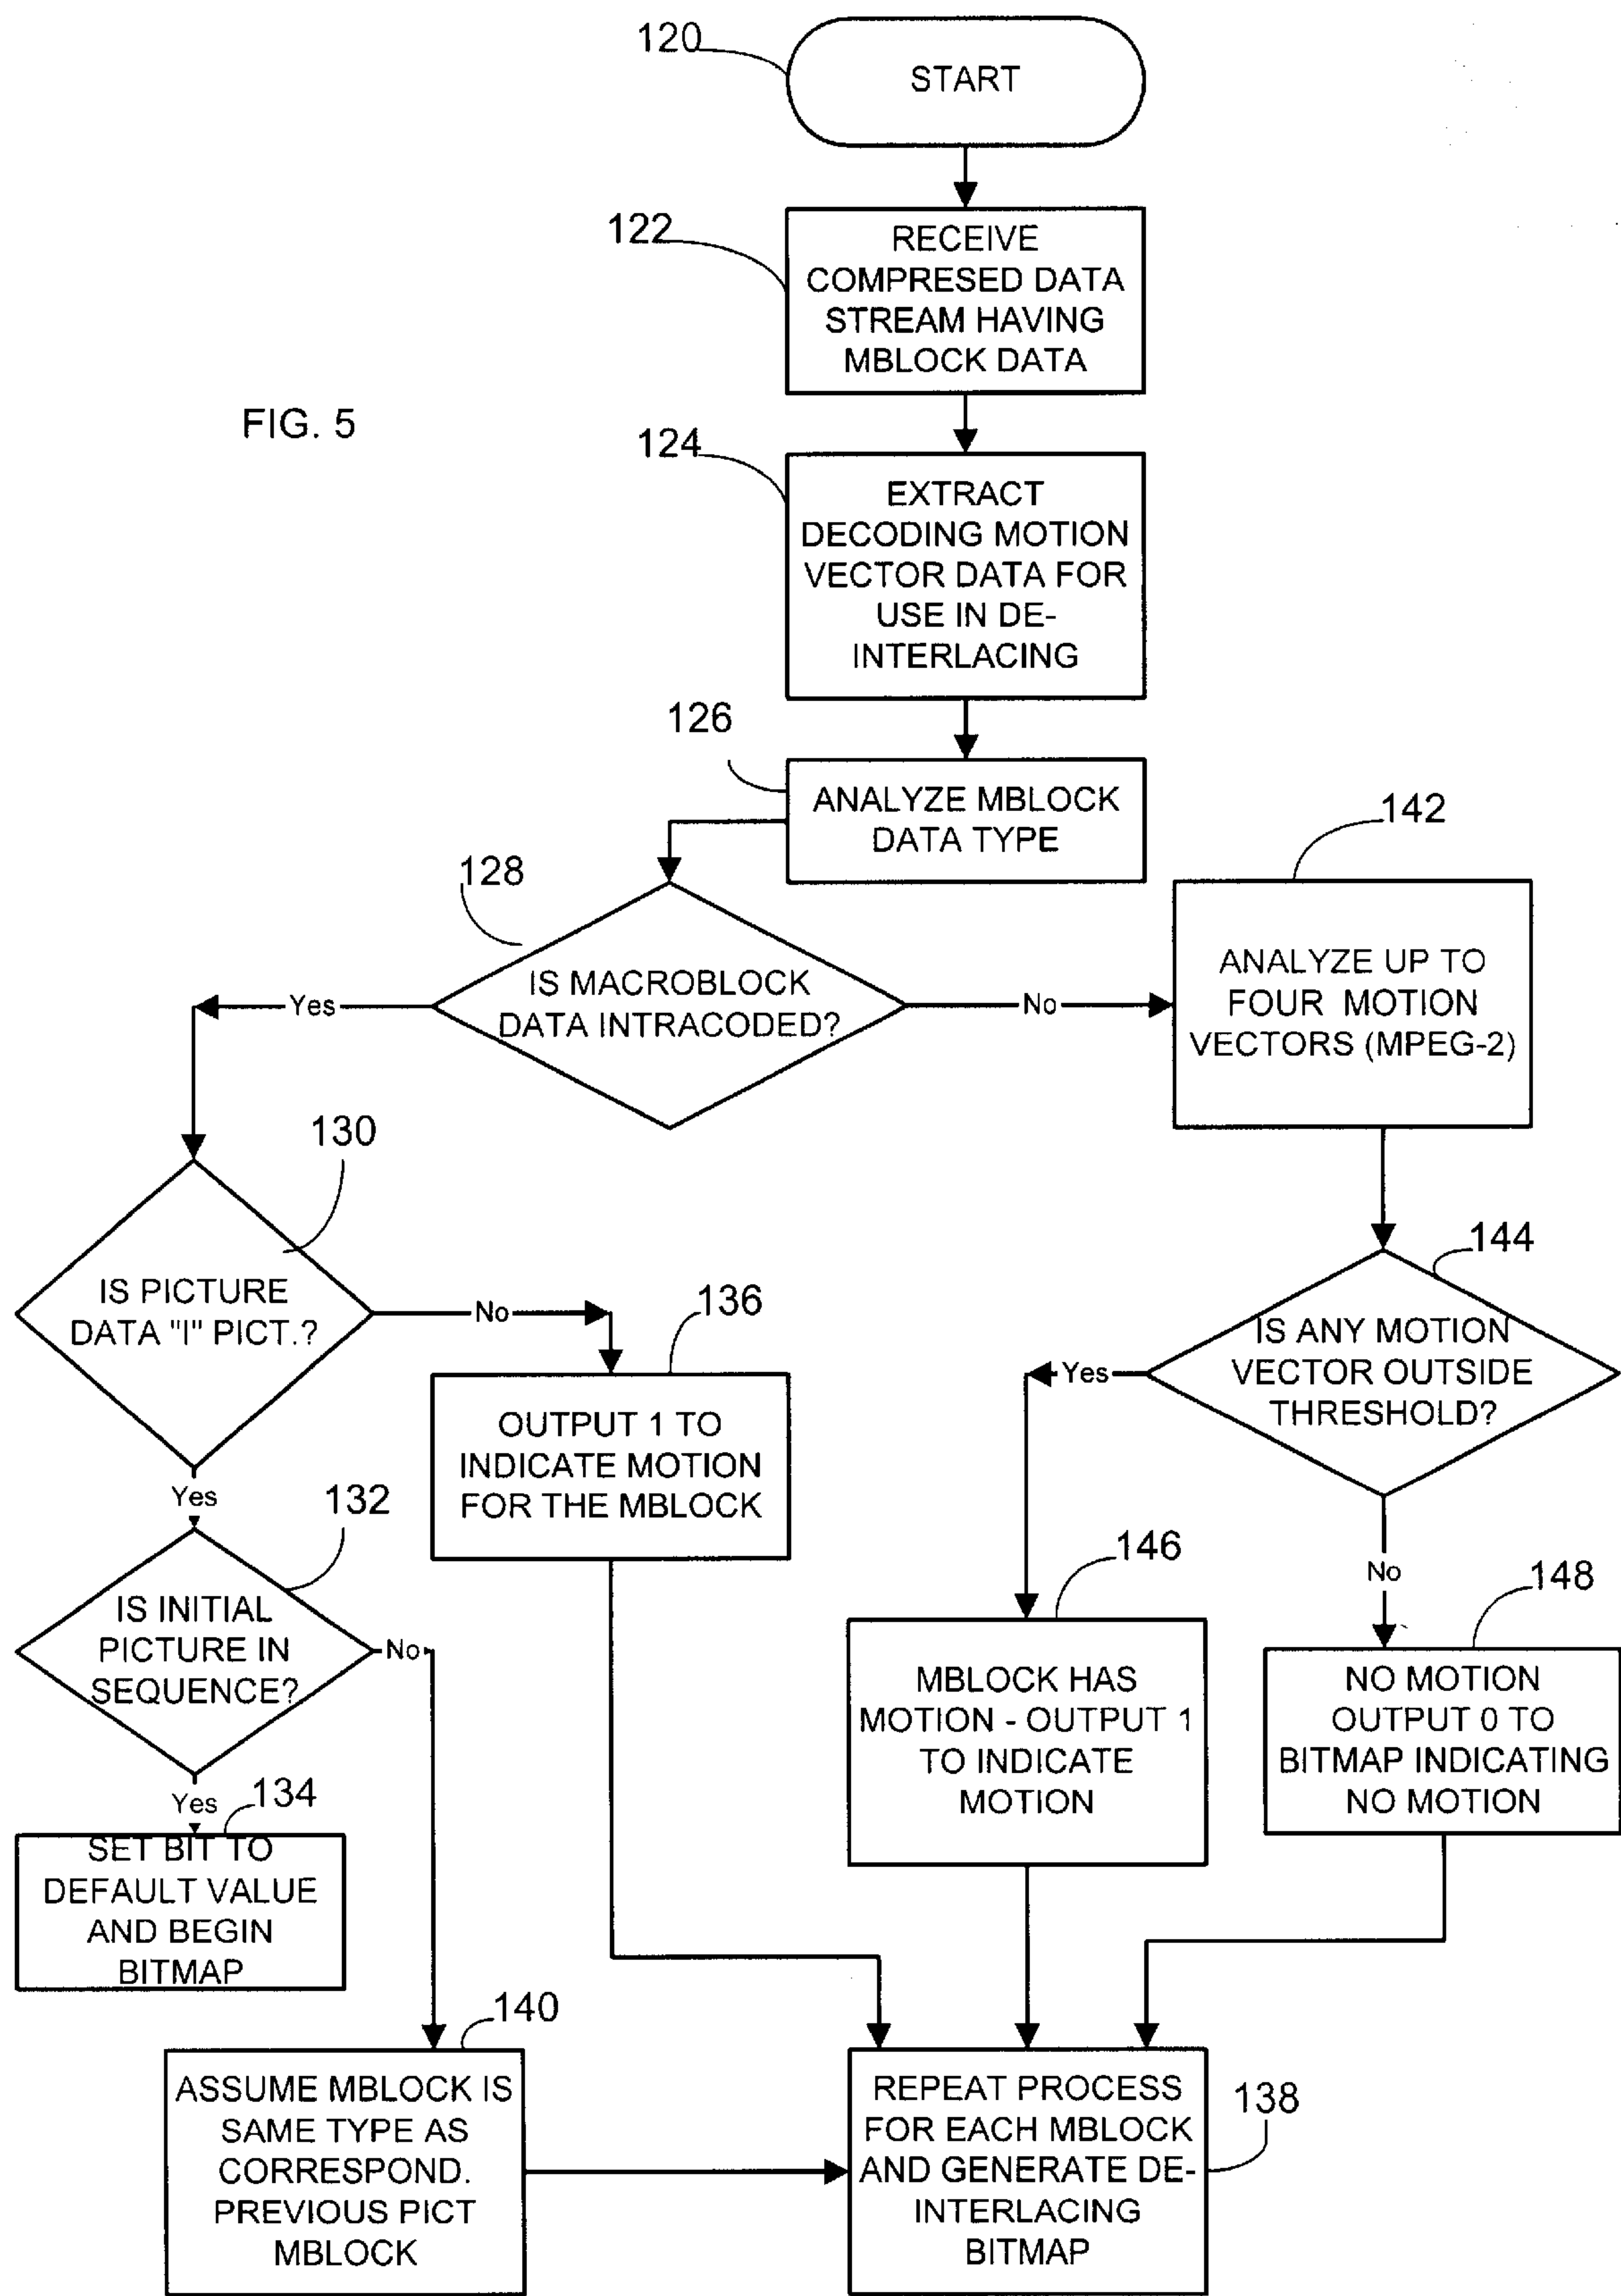 120
START
122
RECEIVE
COMPRESED DATA
STREAM HAVING
MBLOCK DATA
FIG. 5
124
EXTRACT
DECODING MOTION
VECTOR DATA FOR
USE IN DE-
INTERLACING
126
ANALYZE MBLOCK
DATA TYPE
128
IS MACROBLOCK
DATA INTRACODED?
Yes
No
142
ANALYZE UP TO
FOUR MOTION
VECTORS (MPEG-2)
130
IS PICTURE
DATA "I" PICT.?
No
Yes
136
OUTPUT 1 TO
INDICATE MOTION
FOR THE MBLOCK
144
IS ANY MOTION
VECTOR OUTSIDE
THRESHOLD?
Yes
No
132
IS INITIAL
PICTURE IN
SEQUENCE?
No
Yes
134
SET BIT TO
DEFAULT VALUE
AND BEGIN
BITMAP
146
MBLOCK HAS
MOTION - OUTPUT 1
TO INDICATE
MOTION
148
NO MOTION
OUTPUT 0 TO
BITMAP INDICATING
NO MOTION
140
ASSUME MBLOCK IS
SAME TYPE AS
CORRESPOND.
PREVIOUS PICT
MBLOCK
138
REPEAT PROCESS
FOR EACH MBLOCK
AND GENERATE DE-
INTERLACING
BITMAP